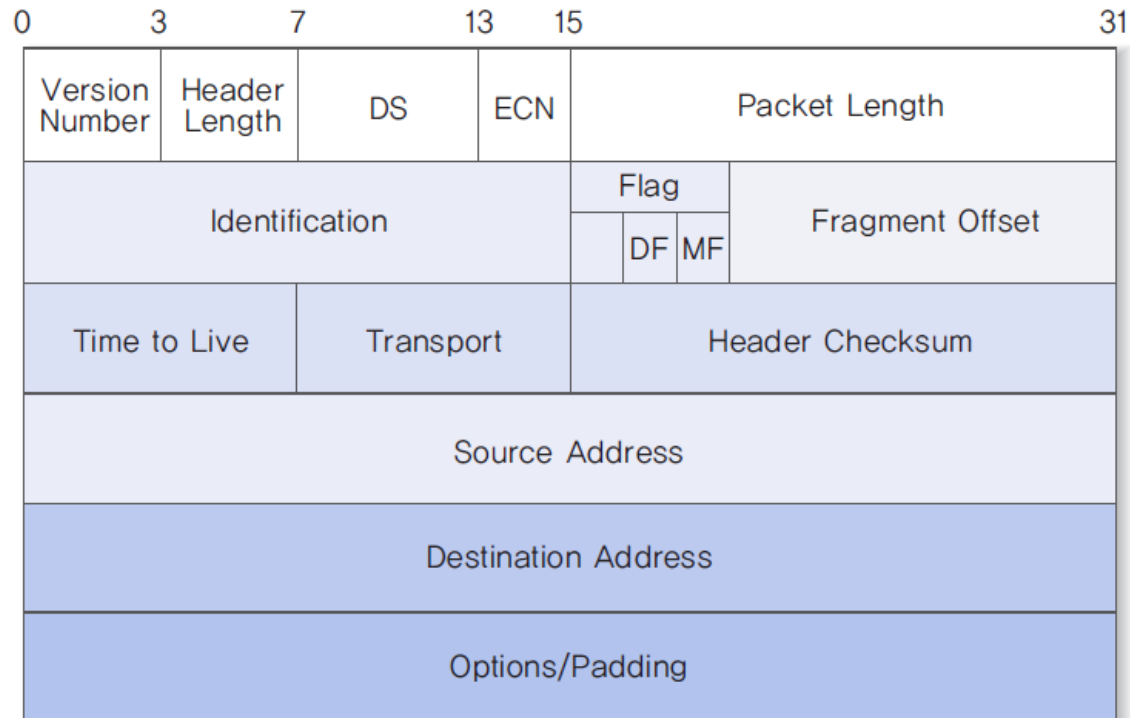 0 3 7 13 15 31
Version
Number
Header
Length
DS
ECN
Packet Length
Identification
Flag
DF
MF
Fragment Offset
Time to Live
Transport
Header Checksum
Source Address
Destination Address
Options/Padding